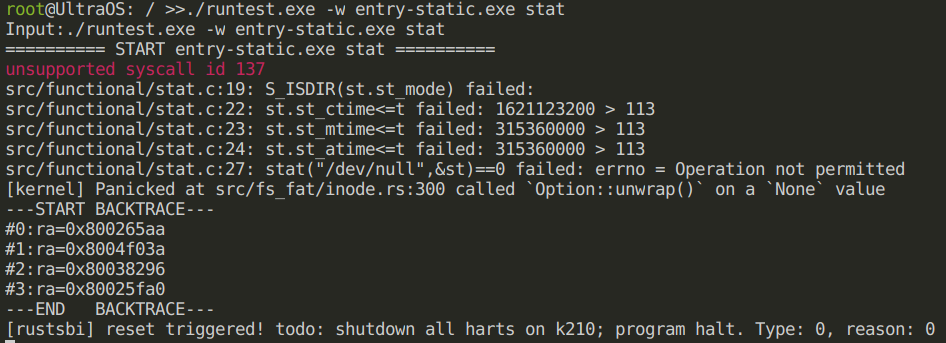 root@UltraOS: / >>./runtest.exe -w entry-static.exe stat
Input:./runtest.exe -w entry-static.exe stat
========== START entry-static.exe stat ==========
unsupported syscall id 137
src/functional/stat.c:19: S_ISDIR(st.st_mode) failed:
src/functional/stat.c:22: st.st_ctime<=t failed: 1621123200 > 113
src/functional/stat.c:23: st.st_mtime<=t failed: 315360000 > 113
src/functional/stat.c:24: st.st_atime<=t failed: 315360000 > 113
src/functional/stat.c:27: stat("/dev/null",&st)==0 failed: errno = Operation not permitted
[kernel] Panicked at src/fs_fat/inode.rs:300 called `Option::unwrap()` on a `None` value
---START BACKTRACE---
#0:ra=0x800265aa
#1:ra=0x8004f03a
#2:ra=0x80038296
#3:ra=0x80025fa0
---END   BACKTRACE---
[rustsbi] reset triggered! todo: shutdown all harts on k210; program halt. Type: 0, reason: 0